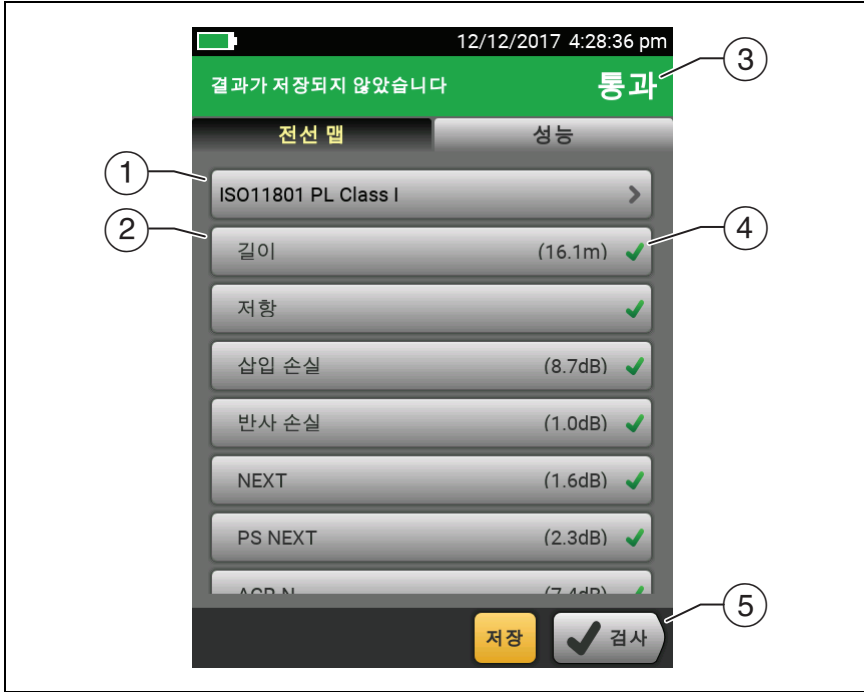 12/12/2017 4:28:36 pm
결과가 저장되지 않았습니다 통과
전선 맵 성능
ISO11801 PL Class I
길이 (16.1m)
저항
삽입 손실 (8.7dB)
반사 손실 (1.0dB)
NEXT (1.6dB)
PS NEXT (2.3dB)
ACR-N (7.4dB)
저장 검사
1
2
3
4
5